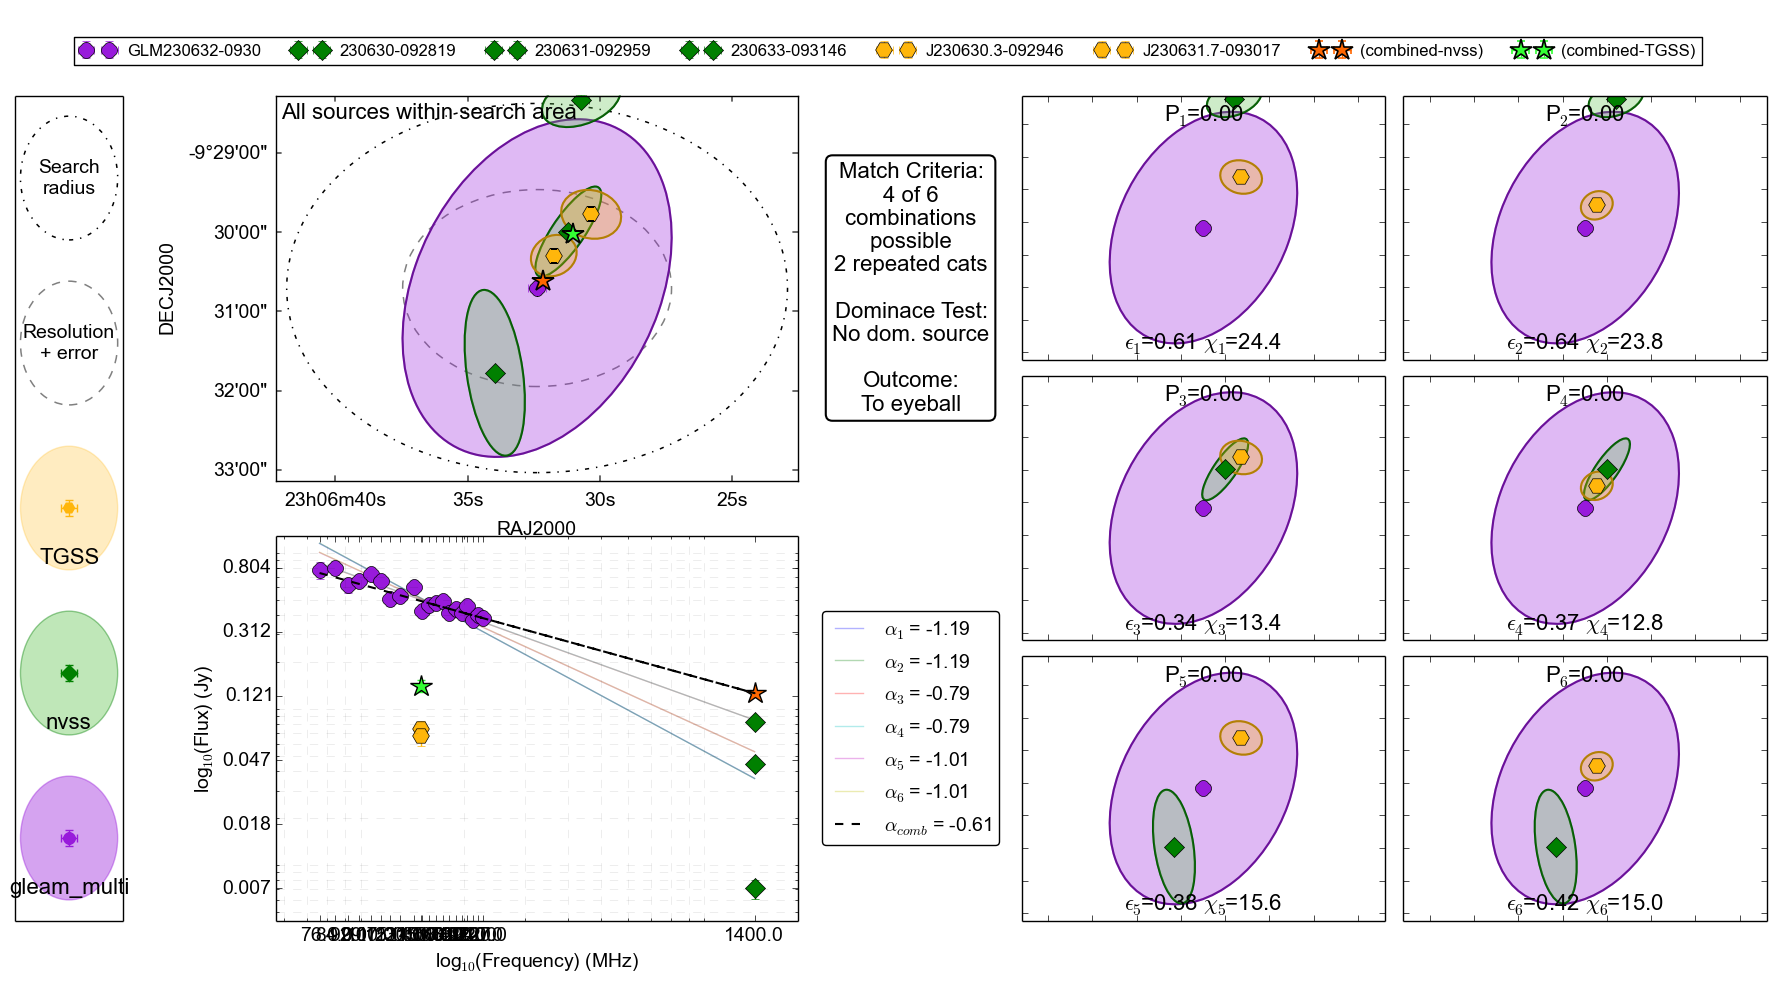 GLM230632-0930 230630-092819 230631-092959 230633-093146 J230630.3-092946 J230631.7-093017 (combined-nvss) (combined-TGSS)
Search
radius
Resolution
+ error
TGSS
nvss
gleam_multi
All sources within search area
-9°29'00"
30'00"
31'00"
32'00"
33'00"
DECJ2000
23h06m40s 35s 30s 25s
RAJ2000
Match Criteria:
4 of 6
combinations
possible
2 repeated cats
Dominace Test:
No dom. source
Outcome:
To eyeball
0.804
0.312
0.121
0.047
0.018
0.007
log₁₀(Flux) (Jy)
1400.0
log₁₀(Frequency) (MHz)
α₁ = -1.19
α₂ = -1.19
α₃ = -0.79
α₄ = -0.79
α₅ = -1.01
α₆ = -1.01
α_comb = -0.61
P₁=0.00
ϵ₁=0.61 χ₁=24.4
P₂=0.00
ϵ₂=0.64 χ₂=23.8
P₃=0.00
ϵ₃=0.34 χ₃=13.4
P₄=0.00
ϵ₄=0.37 χ₄=12.8
P₅=0.00
ϵ₅=0.38 χ₅=15.6
P₆=0.00
ϵ₆=0.42 χ₆=15.0